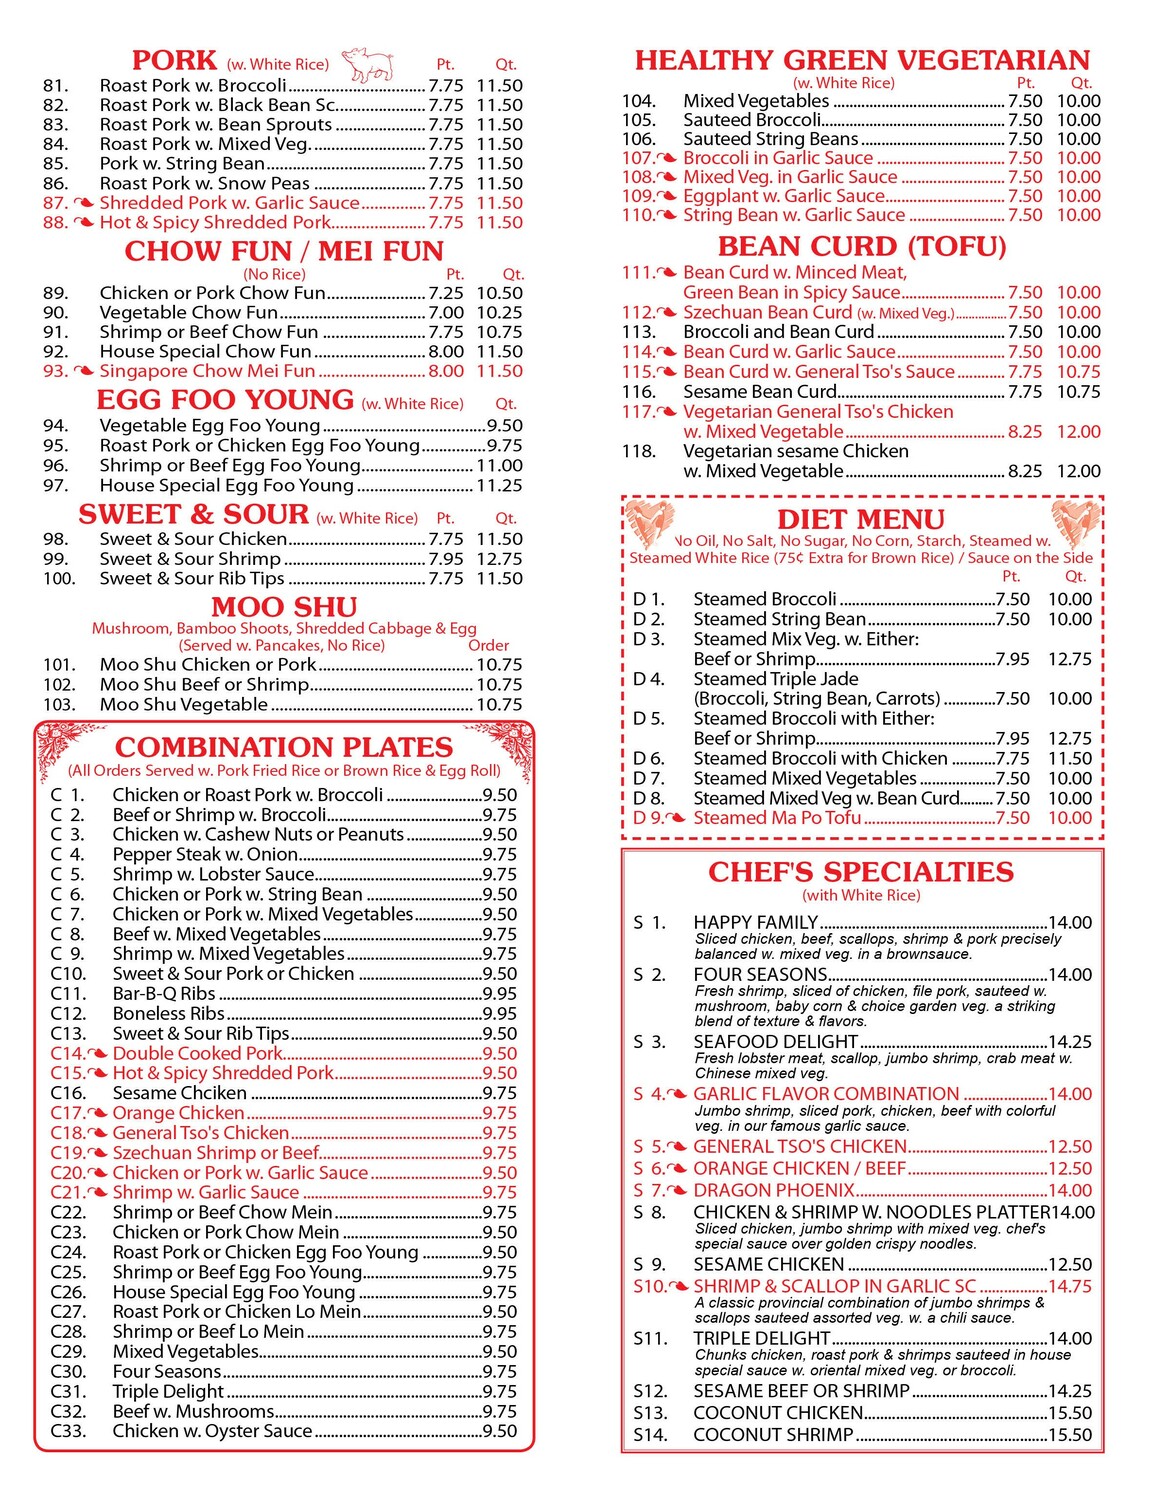 PORK (w. White Rice) Pt. Qt.
81. Roast Pork w. Broccoli 7.75 11.50
82. Roast Pork w. Black Bean Sc. 7.75 11.50
83. Roast Pork w. Bean Sprouts 7.75 11.50
84. Roast Pork w. Mixed Veg. 7.75 11.50
85. Pork w. String Bean 7.75 11.50
86. Roast Pork w. Snow Peas 7.75 11.50
87. Shredded Pork w. Garlic Sauce 7.75 11.50
88. Hot & Spicy Shredded Pork 7.75 11.50
CHOW FUN / MEI FUN
(No Rice) Pt. Qt.
89. Chicken or Pork Chow Fun 7.25 10.50
90. Vegetable Chow Fun 7.00 10.25
91. Shrimp or Beef Chow Fun 7.75 10.75
92. House Special Chow Fun 8.00 11.50
93. Singapore Chow Mei Fun 8.00 11.50
EGG FOO YOUNG (w. White Rice) Qt.
94. Vegetable Egg Foo Young 9.50
95. Roast Pork or Chicken Egg Foo Young 9.75
96. Shrimp or Beef Egg Foo Young 11.00
97. House Special Egg Foo Young 11.25
SWEET & SOUR (w. White Rice) Pt. Qt.
98. Sweet & Sour Chicken 7.75 11.50
99. Sweet & Sour Shrimp 7.95 12.75
100. Sweet & Sour Rib Tips 7.75 11.50
MOO SHU
Mushroom, Bamboo Shoots, Shredded Cabbage & Egg
(Served w. Pancakes, No Rice) Order
101. Moo Shu Chicken or Pork 10.75
102. Moo Shu Beef or Shrimp 10.75
103. Moo Shu Vegetable 10.75
COMBINATION PLATES
(All Orders Served w. Pork Fried Rice or Brown Rice & Egg Roll)
C 1. Chicken or Roast Pork w. Broccoli 9.50
C 2. Beef or Shrimp w. Broccoli 9.75
C 3. Chicken w. Cashew Nuts or Peanuts 9.50
C 4. Pepper Steak w. Onion 9.75
C 5. Shrimp w. Lobster Sauce 9.75
C 6. Chicken or Pork w. String Bean 9.50
C 7. Chicken or Pork w. Mixed Vegetables 9.50
C 8. Beef w. Mixed Vegetables 9.75
C 9. Shrimp w. Mixed Vegetables 9.75
C10. Sweet & Sour Pork or Chicken 9.50
C11. Bar-B-Q Ribs 9.95
C12. Boneless Ribs 9.95
C13. Sweet & Sour Rib Tips 9.50
C14. Double Cooked Pork 9.50
C15. Hot & Spicy Shredded Pork 9.50
C16. Sesame Chciken 9.75
C17. Orange Chicken 9.75
C18. General Tso's Chicken 9.75
C19. Szechuan Shrimp or Beef 9.75
C20. Chicken or Pork w. Garlic Sauce 9.50
C21. Shrimp w. Garlic Sauce 9.75
C22. Shrimp or Beef Chow Mein 9.75
C23. Chicken or Pork Chow Mein 9.50
C24. Roast Pork or Chicken Egg Foo Young 9.50
C25. Shrimp or Beef Egg Foo Young 9.75
C26. House Special Egg Foo Young 9.75
C27. Roast Pork or Chicken Lo Mein 9.50
C28. Shrimp or Beef Lo Mein 9.75
C29. Mixed Vegetables 9.50
C30. Four Seasons 9.75
C31. Triple Delight 9.75
C32. Beef w. Mushrooms 9.75
C33. Chicken w. Oyster Sauce 9.50
HEALTHY GREEN VEGETARIAN
(w. White Rice) Pt. Qt.
104. Mixed Vegetables 7.50 10.00
105. Sauteed Broccoli 7.50 10.00
106. Sauteed String Beans 7.50 10.00
107. Broccoli in Garlic Sauce 7.50 10.00
108. Mixed Veg. in Garlic Sauce 7.50 10.00
109. Eggplant w. Garlic Sauce 7.50 10.00
110. String Bean w. Garlic Sauce 7.50 10.00
BEAN CURD (TOFU)
111. Bean Curd w. Minced Meat,
Green Bean in Spicy Sauce 7.50 10.00
112. Szechuan Bean Curd (w. Mixed Veg.) 7.50 10.00
113. Broccoli and Bean Curd 7.50 10.00
114. Bean Curd w. Garlic Sauce 7.50 10.00
115. Bean Curd w. General Tso's Sauce 7.75 10.75
116. Sesame Bean Curd 7.75 10.75
117. Vegetarian General Tso's Chicken
w. Mixed Vegetable 8.25 12.00
118. Vegetarian sesame Chicken
w. Mixed Vegetable 8.25 12.00
DIET MENU
No Oil, No Salt, No Sugar, No Corn, Starch, Steamed w.
Steamed White Rice (75¢ Extra for Brown Rice) / Sauce on the Side
Pt. Qt.
D 1. Steamed Broccoli 7.50 10.00
D 2. Steamed String Bean 7.50 10.00
D 3. Steamed Mix Veg. w. Either:
Beef or Shrimp 7.95 12.75
D 4. Steamed Triple Jade
(Broccoli, String Bean, Carrots) 7.50 10.00
D 5. Steamed Broccoli with Either:
Beef or Shrimp 7.95 12.75
D 6. Steamed Broccoli with Chicken 7.75 11.50
D 7. Steamed Mixed Vegetables 7.50 10.00
D 8. Steamed Mixed Veg w. Bean Curd 7.50 10.00
D 9. Steamed Ma Po Tofu 7.50 10.00
CHEF'S SPECIALTIES
(with White Rice)
S 1. HAPPY FAMILY 14.00
Sliced chicken, beef, scallops, shrimp & pork precisely
balanced w. mixed veg. in a brownsauce.
S 2. FOUR SEASONS 14.00
Fresh shrimp, sliced of chicken, file pork, sauteed w.
mushroom, baby corn & choice garden veg. a striking
blend of texture & flavors.
S 3. SEAFOOD DELIGHT 14.25
Fresh lobster meat, scallop, jumbo shrimp, crab meat w.
Chinese mixed veg.
S 4. GARLIC FLAVOR COMBINATION 14.00
Jumbo shrimp, sliced pork, chicken, beef with colorful
veg. in our famous garlic sauce.
S 5. GENERAL TSO'S CHICKEN 12.50
S 6. ORANGE CHICKEN / BEEF 12.50
S 7. DRAGON PHOENIX 14.00
S 8. CHICKEN & SHRIMP W. NOODLES PLATTER 14.00
Sliced chicken, jumbo shrimp with mixed veg. chef's
special sauce over golden crispy noodles.
S 9. SESAME CHICKEN 12.50
S10. SHRIMP & SCALLOP IN GARLIC SC 14.75
A classic provincial combination of jumbo shrimps &
scallops sauteed assorted veg. w. a chili sauce.
S11. TRIPLE DELIGHT 14.00
Chunks chicken, roast pork & shrimps sauteed in house
special sauce w. oriental mixed veg. or broccoli.
S12. SESAME BEEF OR SHRIMP 14.25
S13. COCONUT CHICKEN 15.50
S14. COCONUT SHRIMP 15.50